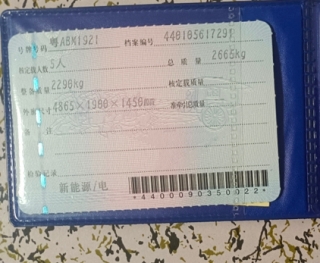 号牌号码 粤ABK1921 档案编号 440105617291
核定载人数 5人 总 质 量 2665kg
整备质量 2290kg 核定载质量
外廓尺寸 4865×1980×1450mm 准牵引总质量
备 注
检验记录
新能源/电
*4400090350022*